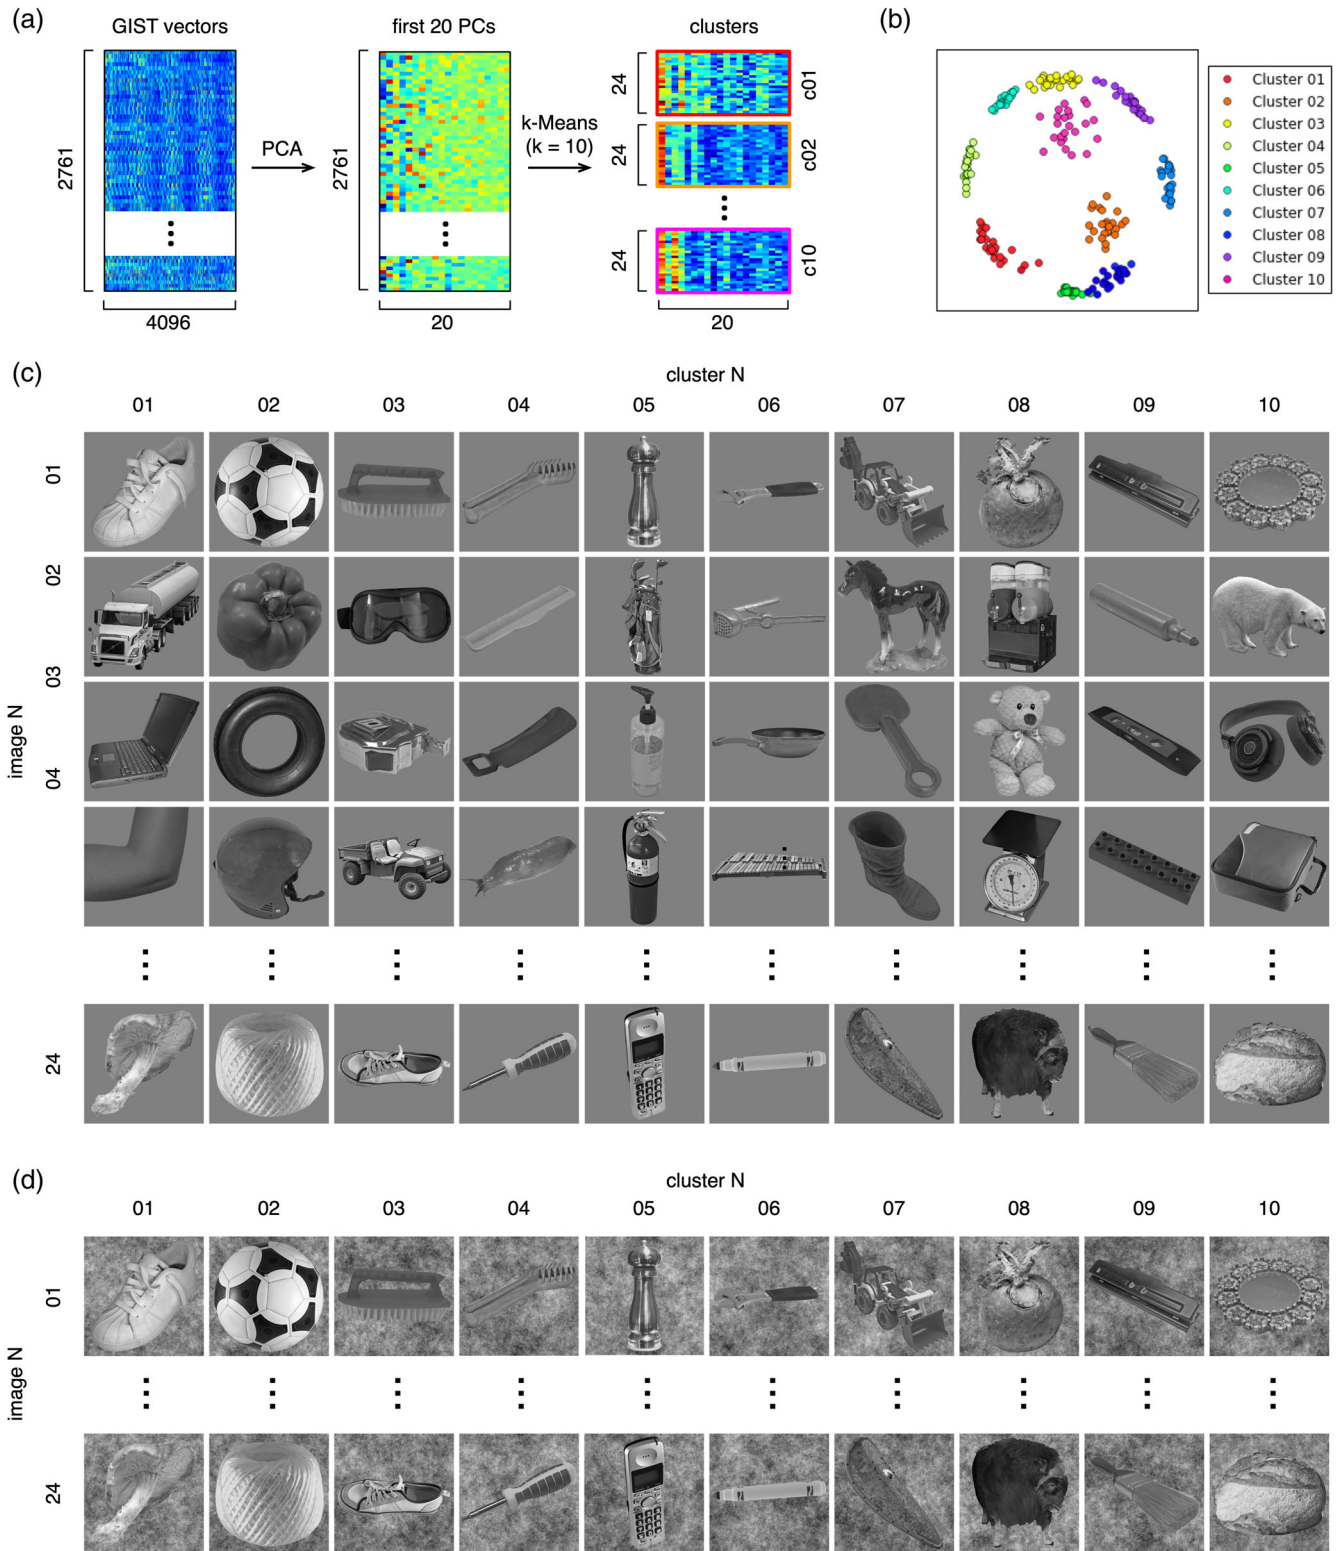 (a)
GIST vectors
first 20 PCs
clusters
2761
PCA
2761
k-Means
(k = 10)
24
c01
24
c02
24
c10
4096
20
20
(b)
Cluster 01
Cluster 02
Cluster 03
Cluster 04
Cluster 05
Cluster 06
Cluster 07
Cluster 08
Cluster 09
Cluster 10
(c)
cluster N
01 02 03 04 05 06 07 08 09 10
image N
01
02
03
04
24
(d)
cluster N
01 02 03 04 05 06 07 08 09 10
image N
01
24